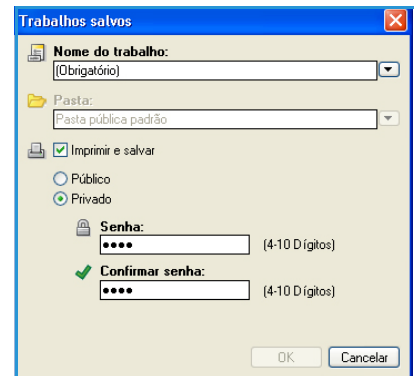 Trabalhos salvos
Nome do trabalho:
(Obrigatório)
Pasta:
Pasta pública padrão
Imprimir e salvar
Público
Privado
Senha:
●●●● (4-10 Dígitos)
Confirmar senha:
●●●● (4-10 Dígitos)
OK Cancelar